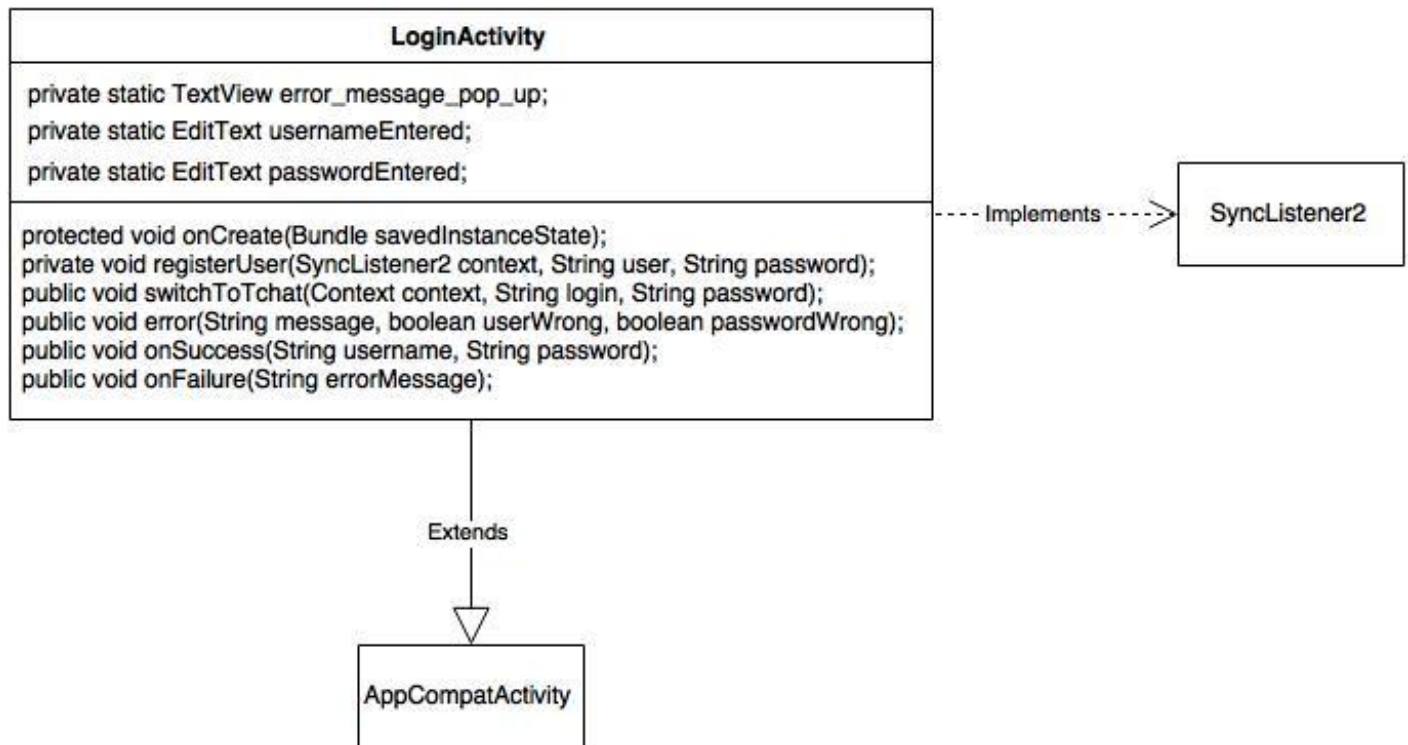 LoginActivity
private static TextView error_message_pop_up;
private static EditText usernameEntered;
private static EditText passwordEntered;
protected void onCreate(Bundle savedInstanceState);
private void registerUser(SyncListener2 context, String user, String password);
public void switchToTchat(Context context, String login, String password);
public void error(String message, boolean userWrong, boolean passwordWrong);
public void onSuccess(String username, String password);
public void onFailure(String errorMessage);
Implements
SyncListener2
Extends
AppCompatActivity